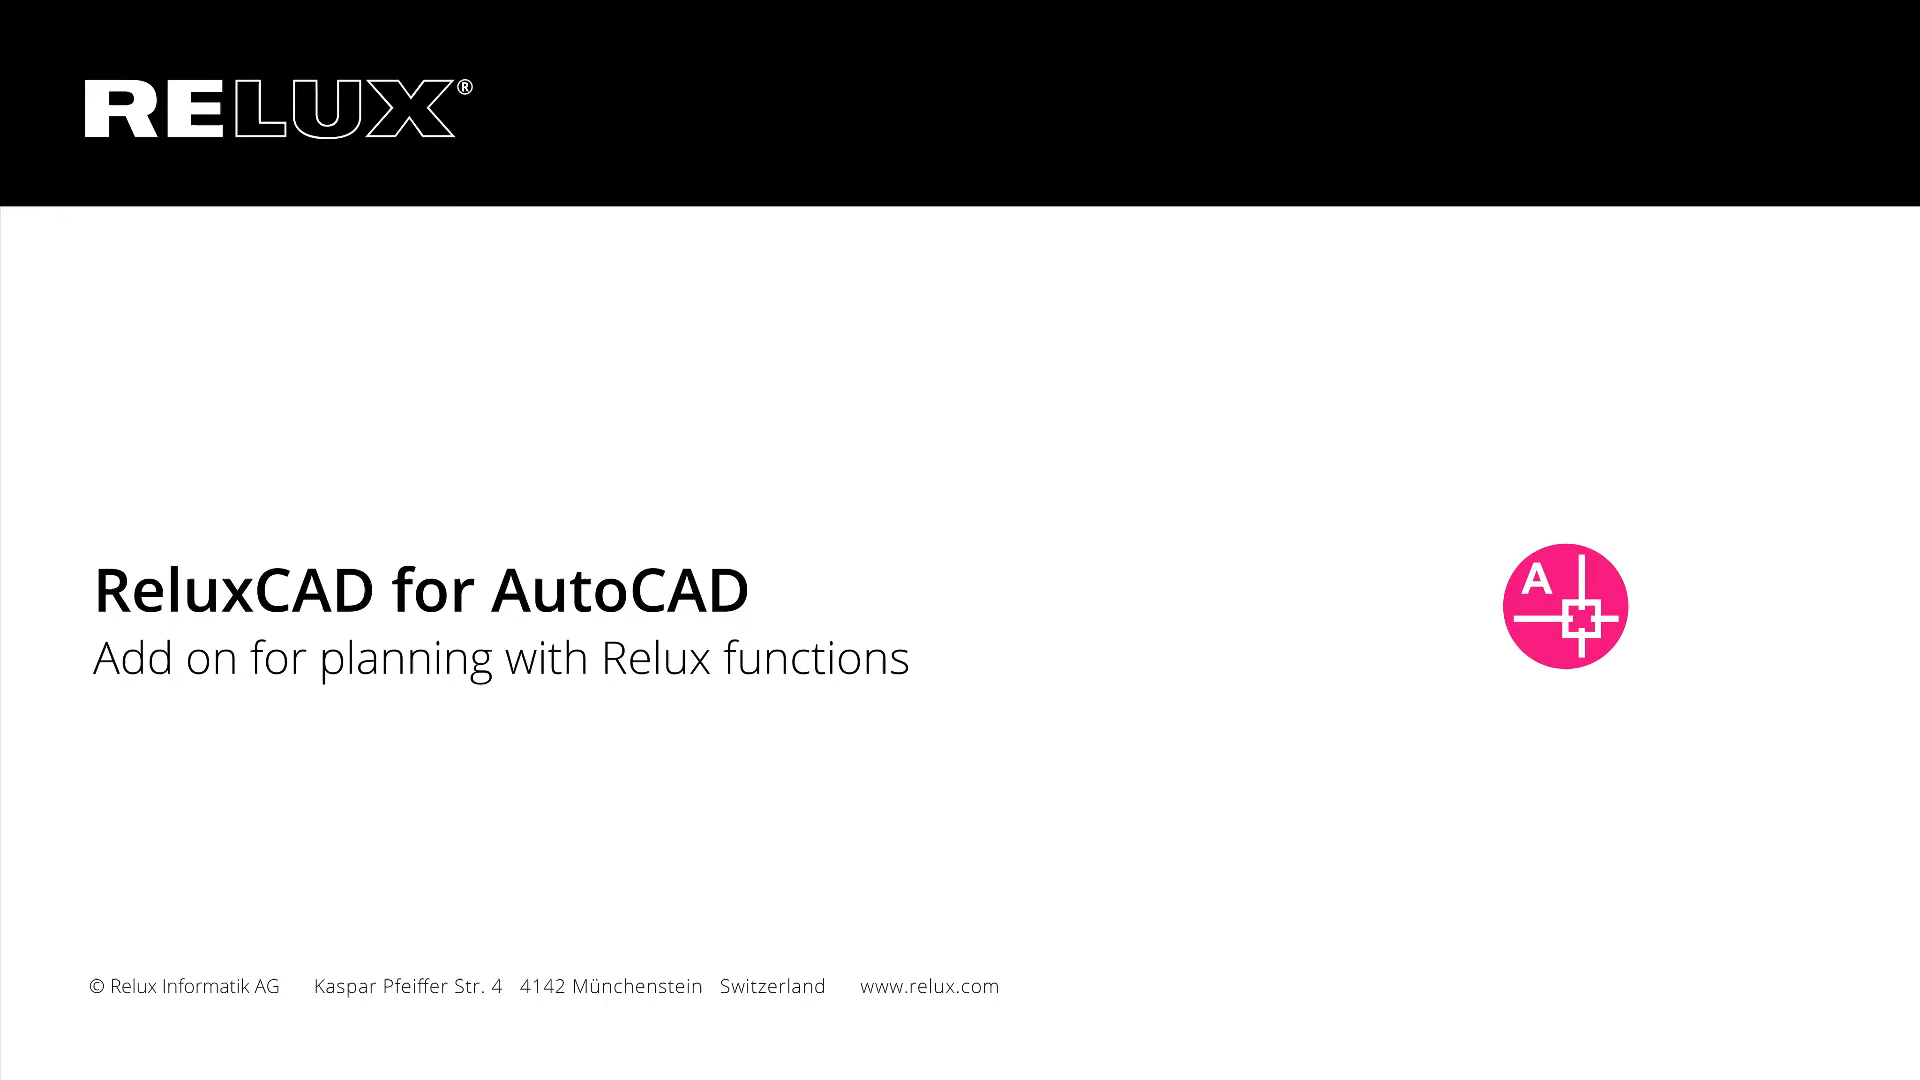 RELUX®
ReluxCAD for AutoCAD
Add on for planning with Relux functions
A
© Relux Informatik AG Kaspar Pfeiffer Str. 4 4142 Münchenstein Switzerland www.relux.com